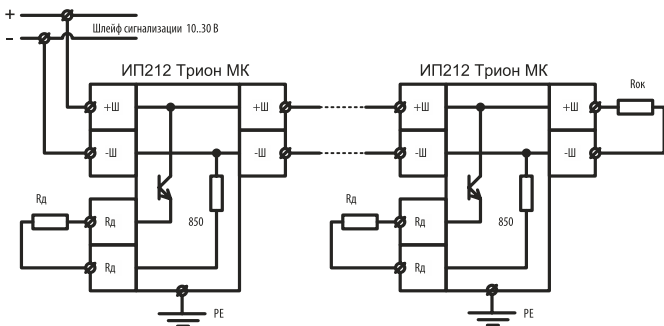 +
Шлейф сигнализации 10..30 В
−
ИП212 Трион МК
ИП212 Трион МК
+Ш
+Ш
+Ш
+Ш
Rок
-Ш
-Ш
-Ш
-Ш
Rд
Rд
850
Rд
Rд
850
Rд
Rд
PE
PE